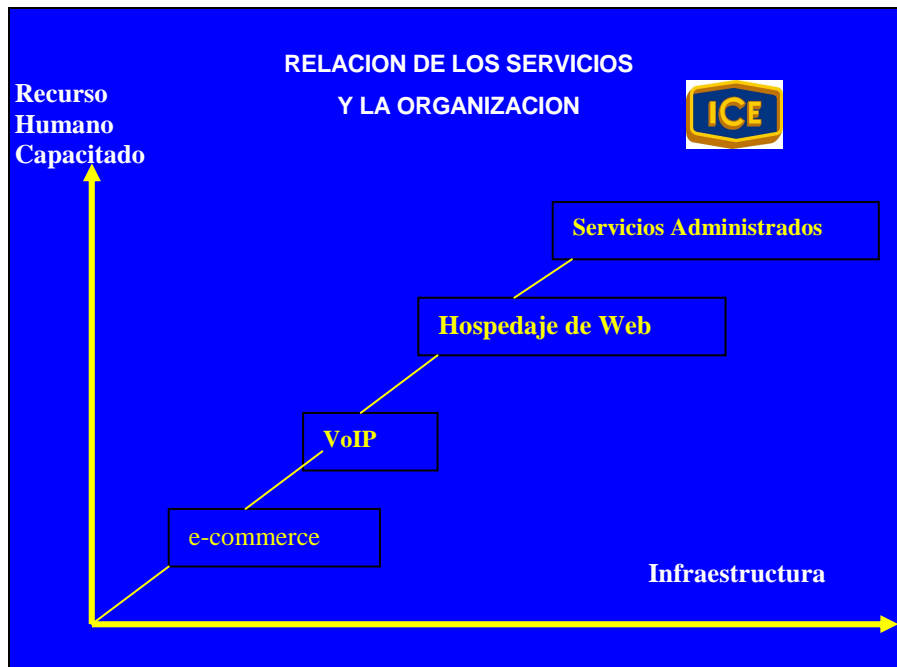 RELACION DE LOS SERVICIOS
Y LA ORGANIZACION
ICE
Recurso
Humano
Capacitado
Servicios Administrados
Hospedaje de Web
VoIP
e-commerce
Infraestructura